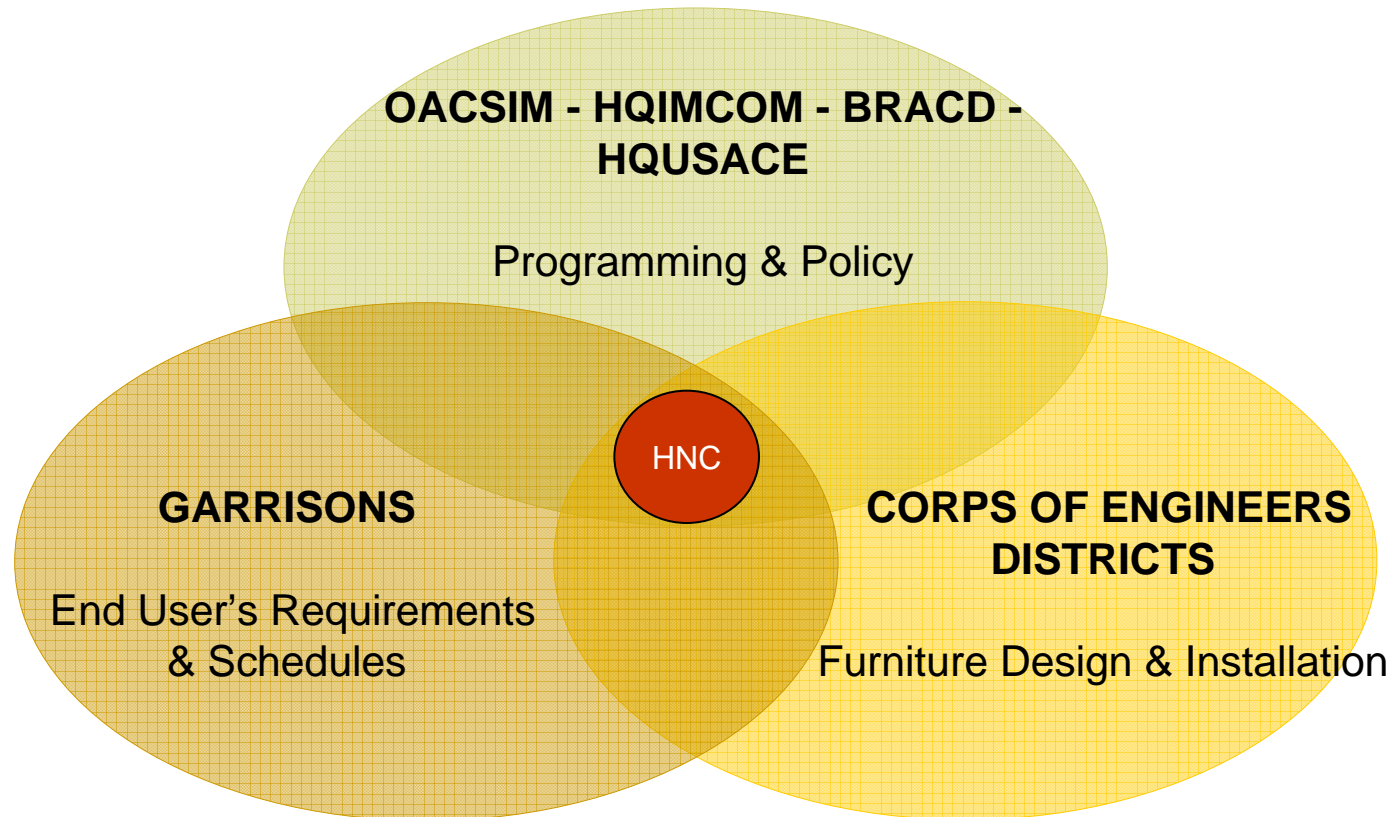 OACSIM - HQIMCOM - BRACD -
HQUSACE
Programming & Policy
HNC
GARRISONS
End User’s Requirements
& Schedules
CORPS OF ENGINEERS
DISTRICTS
Furniture Design & Installation